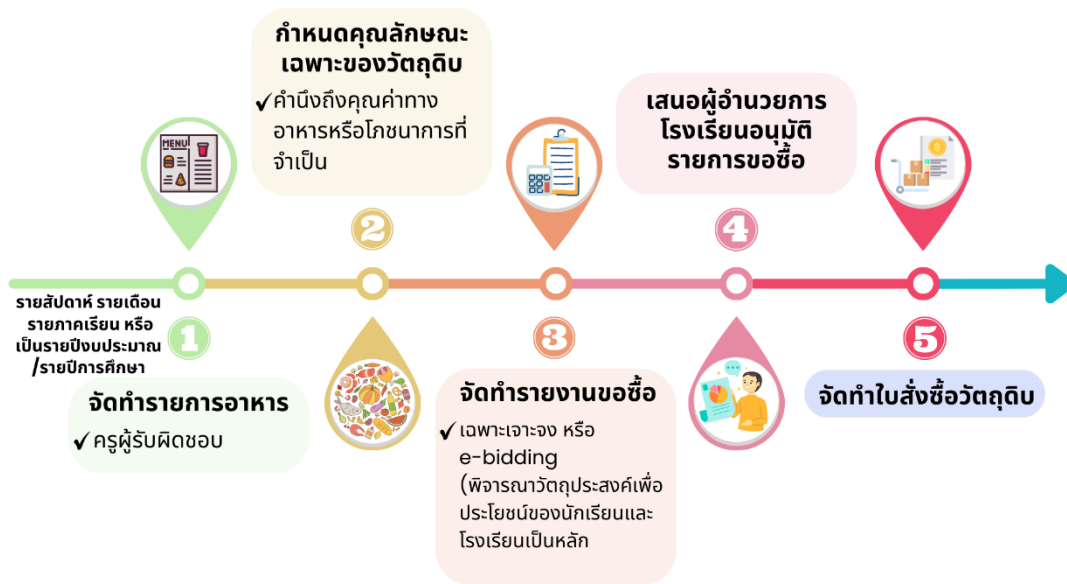 รายสัปดาห์ รายเดือน
รายภาคเรียน หรือ
เป็นรายปีงบประมาณ
/รายปีการศึกษา
MENU
1
จัดทำรายการอาหาร
✓ครูผู้รับผิดชอบ
กำหนดคุณลักษณะ
เฉพาะของวัตถุดิบ
✓คำนึงถึงคุณค่าทาง
อาหารหรือโภชนาการที่
จำเป็น
2
3
จัดทำรายงานขอซื้อ
✓เฉพาะเจาะจง หรือ
e-bidding
(พิจารณาวัตถุประสงค์เพื่อ
ประโยชน์ของนักเรียนและ
โรงเรียนเป็นหลัก
เสนอผู้อำนวยการ
โรงเรียนอนุมัติ
รายการขอซื้อ
4
5
จัดทำใบสั่งซื้อวัตถุดิบ